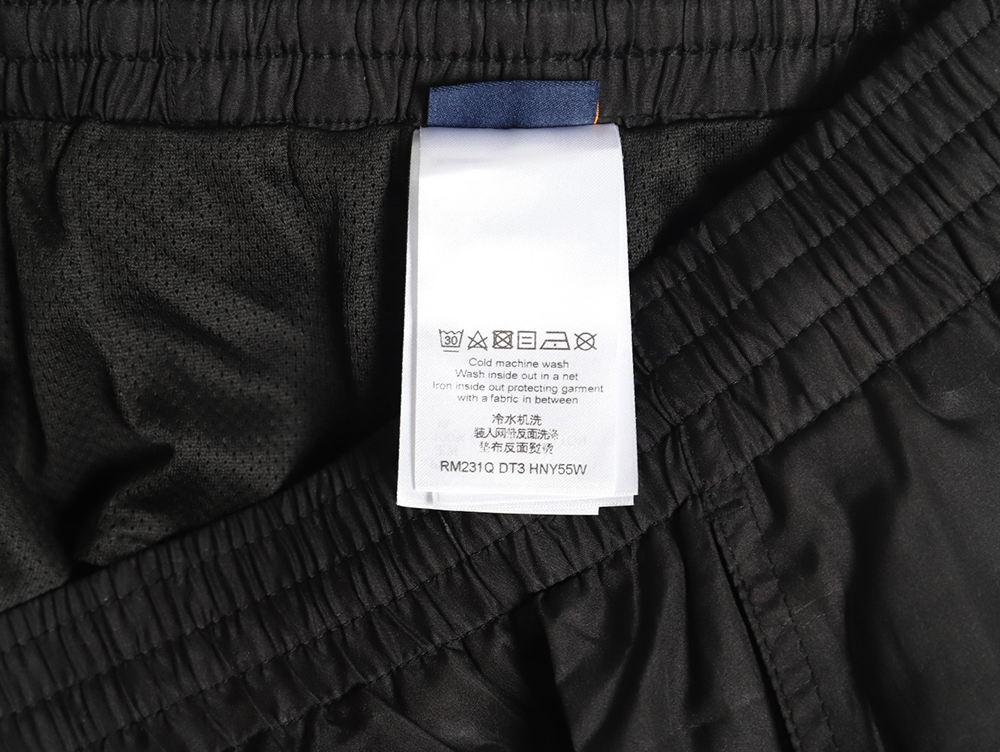 30
Cold machine wash
Wash inside out in a net
Iron inside out protecting garment
with a fabric in between
冷水机洗
装入网带反面洗涤
垫布反面熨烫
RM231Q DT3 HNY55W